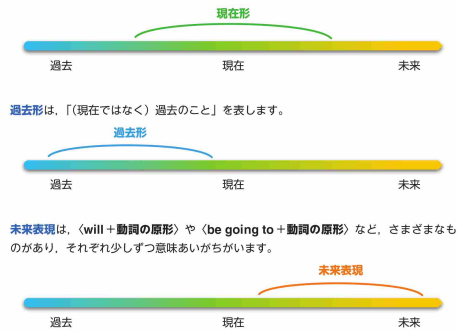 現在形
過去 現在 未来
過去形は，「（現在ではなく）過去のこと」を表します。
過去形
過去 現在 未来
未来表現は，〈will＋動詞の原形〉や〈be going to＋動詞の原形〉など，さまざまなも
のがあり，それぞれ少しずつ意味あいがちがいます。
未来表現
過去 現在 未来